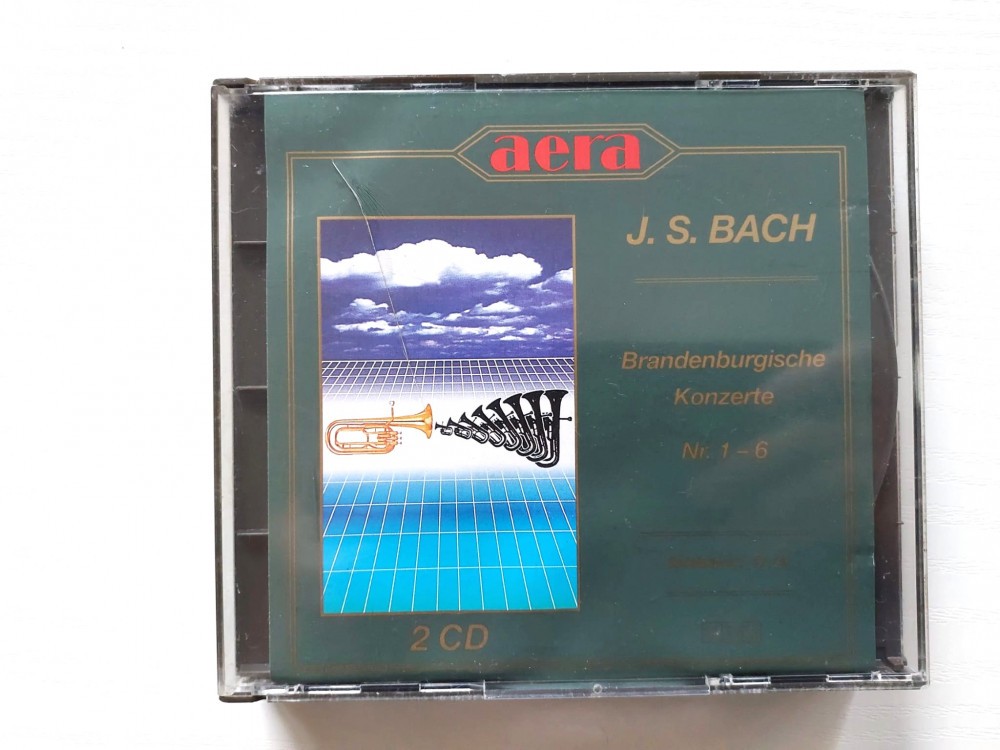 aera
J. S. BACH
Brandenburgische
Konzerte
Nr. 1 – 6
2 CD